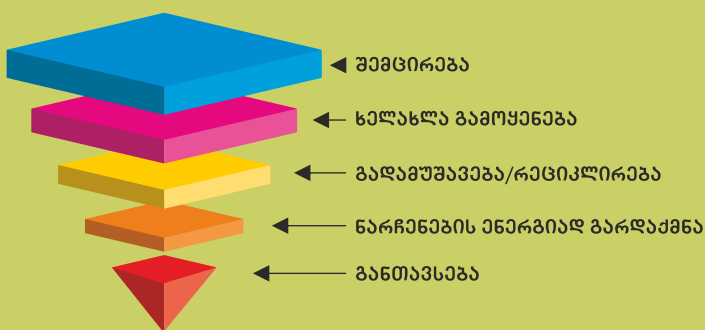 შემცირება
ხელახლა გამოყენება
გადამუშავება/რეციკლირება
ნარჩენების ენერგიად გარდაქმნა
განთავსება